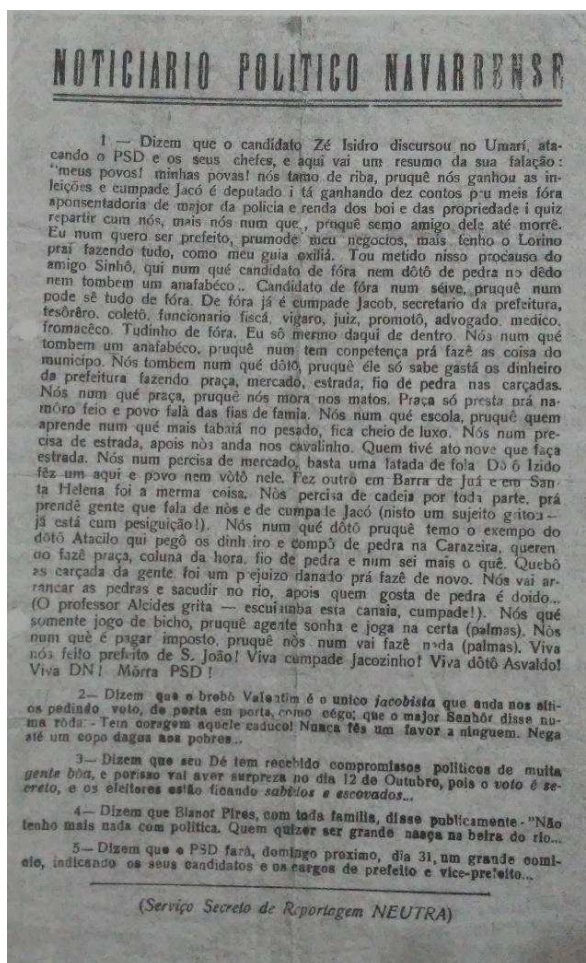 NOTICIARIO POLITICO NAVARRENSE
1 — Dizem que o candidato Zé Isidro discursou no Umari, ata-
cando o PSD e os seus chefes, e aqui vai um resumo da sua falação:
"meus povos! minhas povas! nós tamo de riba, pruquê nós ganhou as in-
leições e cumpade Jacó é deputado i tá ganhando dez contos pru meis fóra
aponsentadoria de major da policia e renda dos boi e das propriedade i quiz
repartir cum nós, mais nós num que, pruquê semo amigo dele até morrê.
Eu num quero ser prefeito, prumode meu negocios, mais tenho o Lorino
prai fazendo tudo, como meu guia exiliá. Tou metido nisso procauso do
amigo Sinhô, qui num qué candidato de fóra nem dôtô de pedra no dêdo
nem tombem um anafabéco.. Candidato de fóra num séive, pruquê num
pode sê tudo de fóra. De fóra já é cumpade Jacob, secretario da prefeitura,
tesôrêro, coletô, funcionario fiscá, vigaro, juiz, promotô, advogado, medico,
fromacêco. Tudinho de fóra. Eu sô mermo daqui de dentro. Nós num qué
tombem um anafabéco, pruquê num tem conpetença prá fazê as coisa do
municipo. Nós tombem num qué dôtô, pruquê éle só sabe gastá os dinheiro
da prefeitura fazendo praça, mercado, estrada, fio de pedra nas carçadas.
Nós num qué praça, pruquê nós mora nos matos. Praça só presta prá na-
môro feio e povo falà das fias de famia. Nós num qué escola, pruquê quem
aprende num qué mais tabaiá no pesado, fica cheio de luxo. Nós num pre-
cisa de estrada, apois nós anda nos cavalinho. Quem tivé ato nove que faça
estrada. Nós num percisa de mercado, basta uma latada de fola Dô ô Izido
fêz um aqui e povo nem vôtô nele. Fez outro em Barra de Juá e em San-
ta Helena foi a merma coisa. Nós percisa de cadeia por toda parte, prá
prendê gente que fala de nós e de cumpade Jacó (nisto um sujeito gritou —
já está cum pesiguição!). Nós num qué dôtô pruquê temo o exempo do
dôtô Atacilo qui pegô os dinheiro e compô de pedra na Carazeira, queren
no fazê praça, coluna da hora, fio de pedra e num sei mais o quê. Quebô
as carçada da gente, foi um prejuizo danado prá fazê de novo. Nós vai ar-
rancar as pedras e sacudir no rio, apois quem gosta de pedra é doido...
(O professor Alcides grita — esculumba esta canaia, cumpade!). Nós qué
somente jogo de bicho, pruquê agente sonha e joga na certa (palmas). Nós
num què é pagar imposto, pruquê nòs num vai fazê nada (palmas). Viva
nós feito prefeito de S. João! Viva cumpade Jacozinho! Viva dôtô Asvaldo!
Viva DN! Môrra PSD!
2— Dizem que o brobó Valentim é o unico jacobista que anda nos siti-
os pedindo voto, de porta em porta, como cégo; que o major Senhôr disse nu-
ma róda: - Tem coragem aquele caduco! Nunca fês um favor a ninguem. Nega
até um copo dagua aos pobres...
3— Dizem que seu Dé tem recebido compromissos politicos de muita
gente bôa, e porisso vai aver surpreza no dia 12 de Outubro, pois o voto é se-
creto, e os eleitores estão ficando sabidos e escovados...
4— Dizem que Bianor Pires, com toda familia, disse publicamente - "Não
tenho mais nada com politica. Quem quizer ser grande nasça na beira do rio...
5— Dizem que o PSD fará, domingo proximo, dia 31, um grande comi-
cio, indicando os seus candidatos e os cargos de prefeito e vice-prefeito...
(Serviço Secreto de Reportagem NEUTRA)